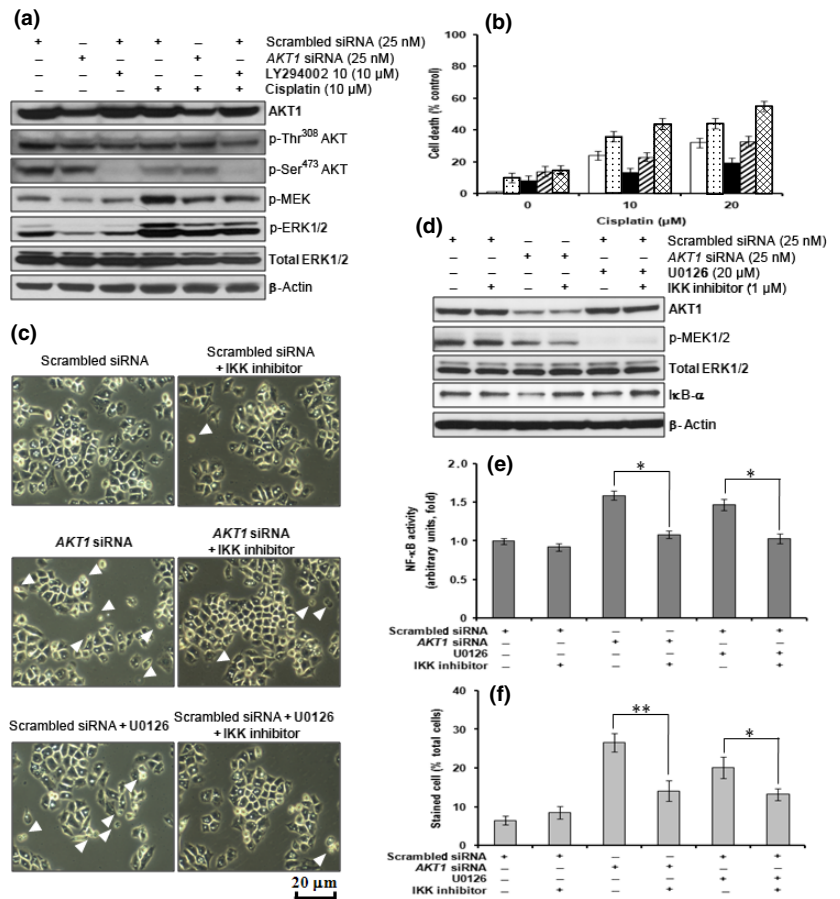 (a)
+ – + + – + Scrambled siRNA (25 nM)
– + – – + – AKT1 siRNA (25 nM)
– – + – – + LY294002 10 (10 µM)
– – – + + + Cisplatin (10 µM)
AKT1
p-Thr308 AKT
p-Ser473 AKT
p-MEK
p-ERK1/2
Total ERK1/2
β-Actin
(b)
Cell death (% control)
100
80
60
40
20
0
0 10 20
Cisplatin (µM)
(c)
Scrambled siRNA
Scrambled siRNA
+ IKK inhibitor
AKT1 siRNA
AKT1 siRNA
+ IKK inhibitor
Scrambled siRNA + U0126
Scrambled siRNA + U0126
+ IKK inhibitor
20 µm
(d)
+ + – – + + Scrambled siRNA (25 nM)
– – + + – – AKT1 siRNA (25 nM)
– – – – + + U0126 (20 µM)
– + – + – + IKK inhibitor (1 µM)
AKT1
p-MEK1/2
Total ERK1/2
IκB-α
β-Actin
(e)
NF-κB activity
(arbitrary units, fold)
2.0
1.5
1.0
0.5
0
* *
Scrambled siRNA + + – – + +
AKT1 siRNA – – + + – –
U0126 – – – – + +
IKK inhibitor – + – + – +
(f)
Stained cell (% total cells)
40
30
20
10
0
** *
Scrambled siRNA + + – – + +
AKT1 siRNA – – + + – –
U0126 – – – – + +
IKK inhibitor – + – + – +